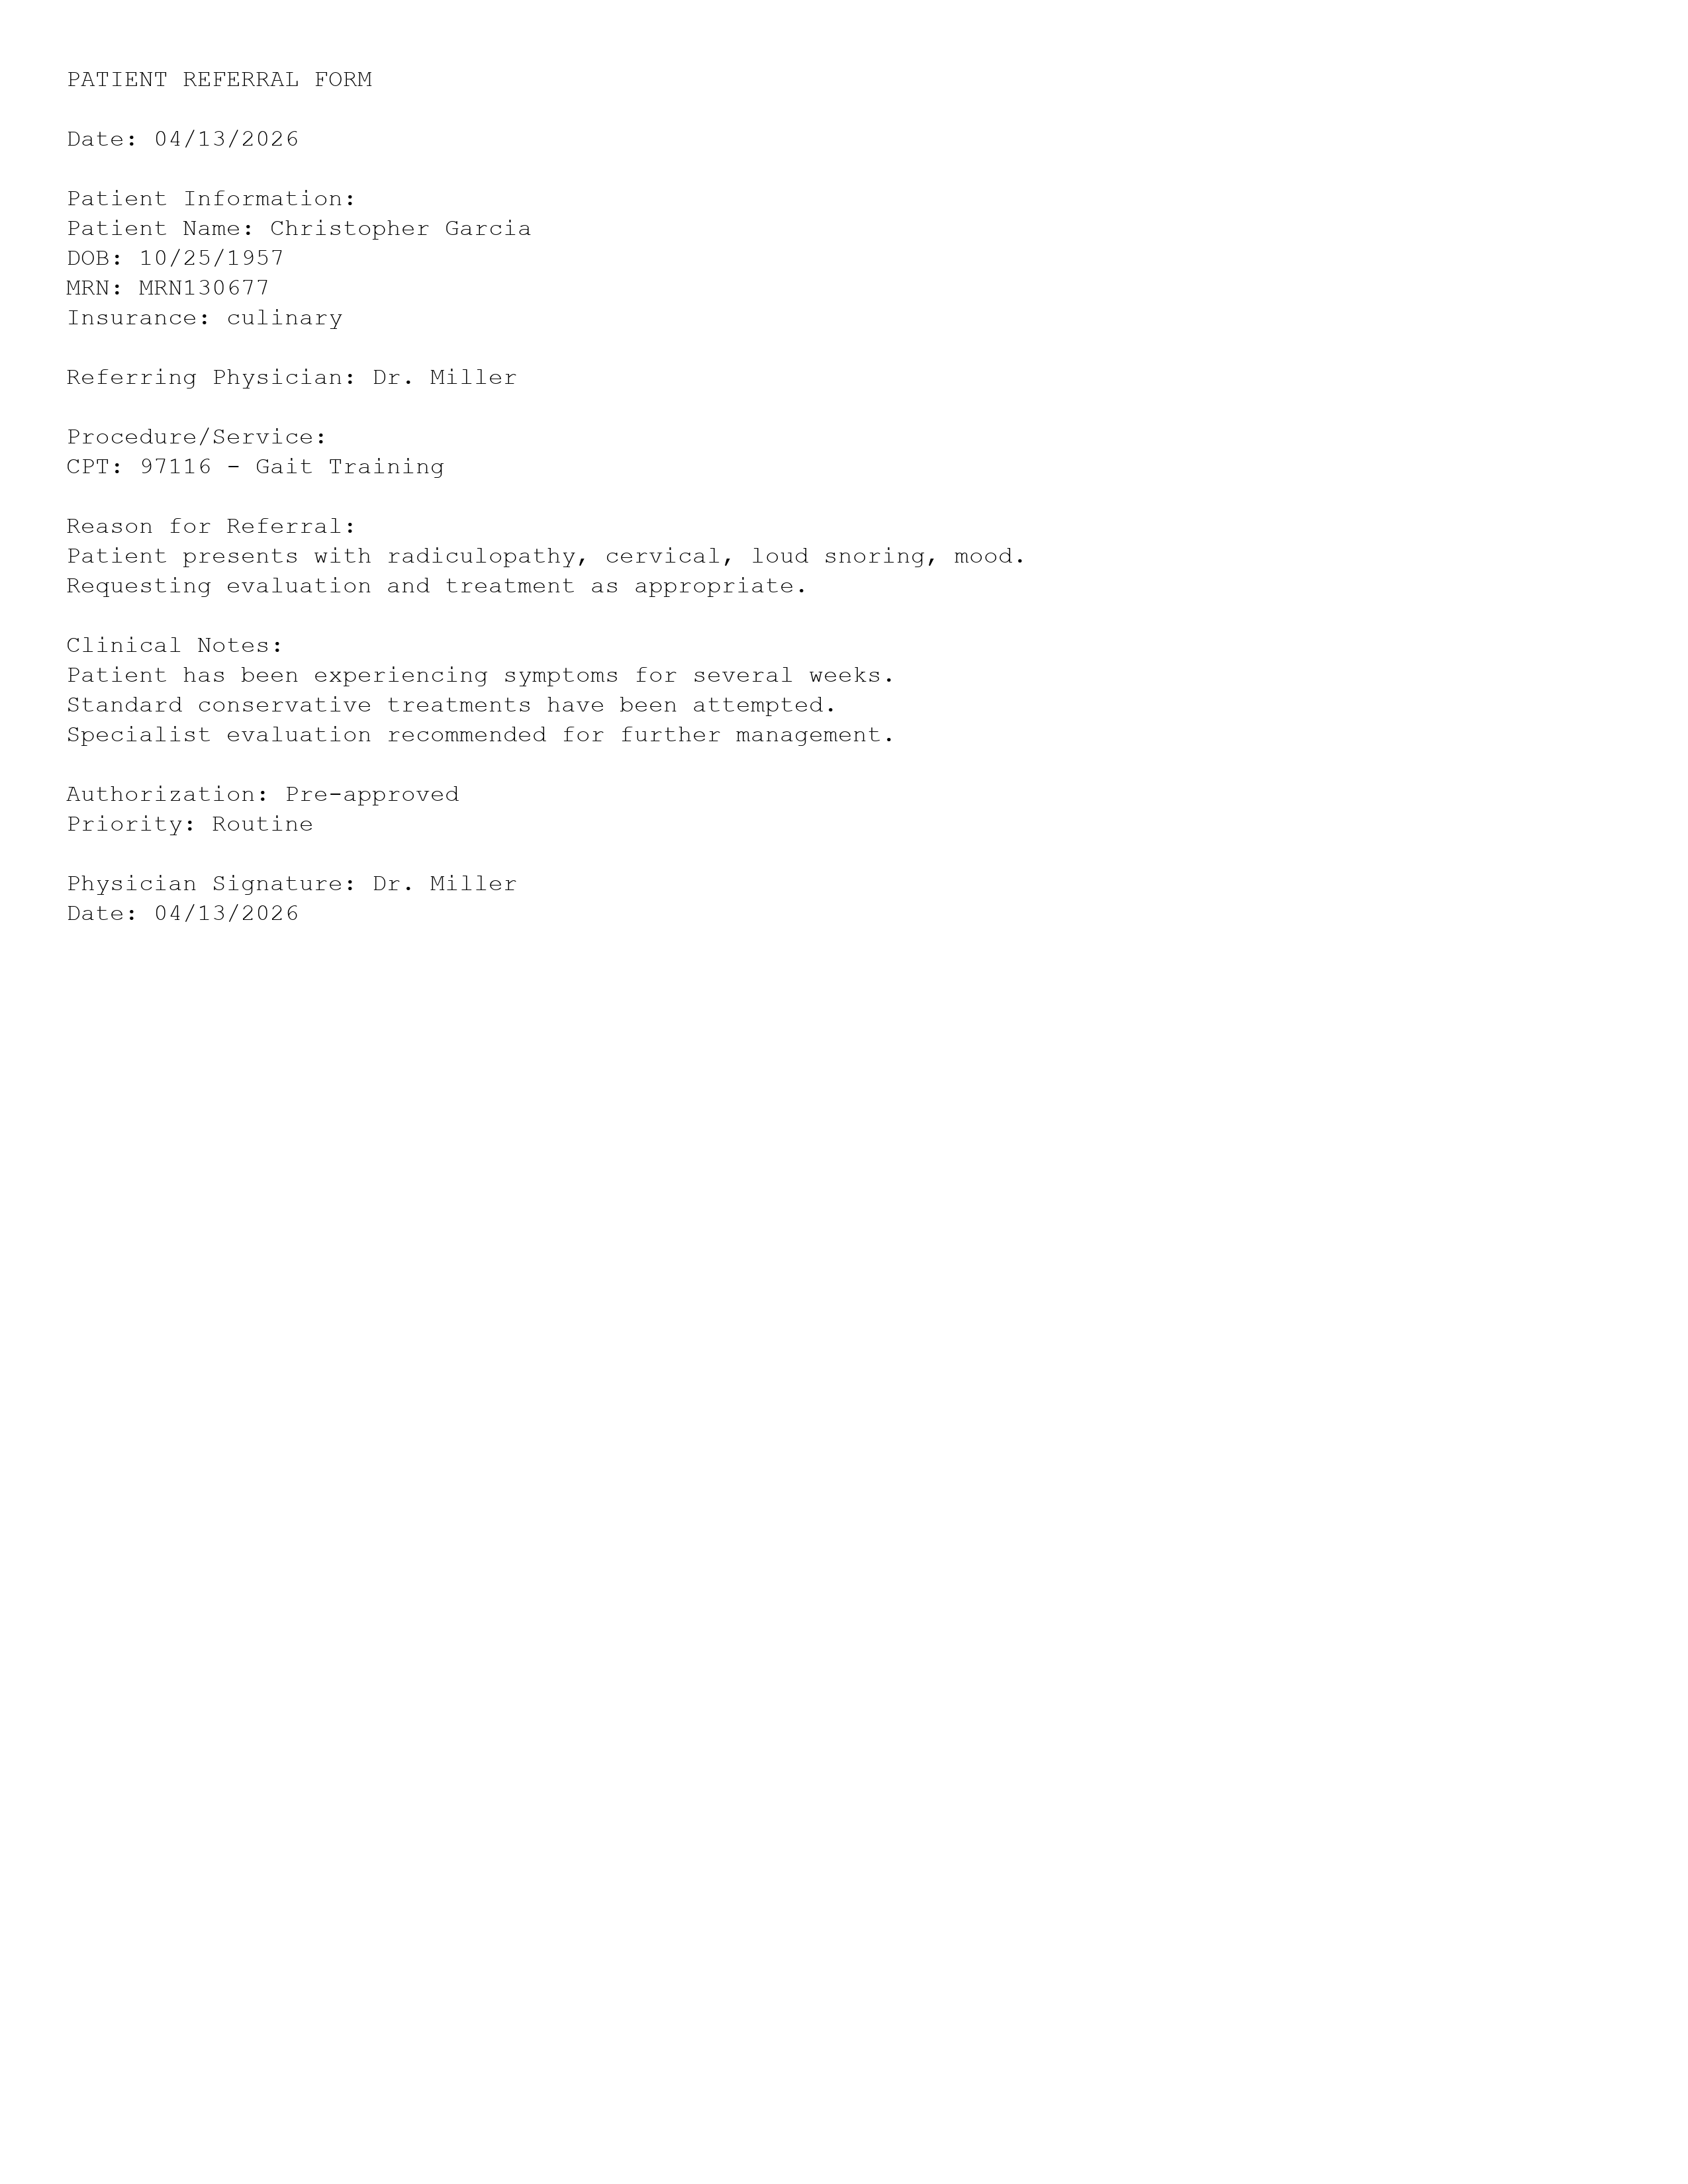 PATIENT REFERRAL FORM
Date: 04/13/2026
Patient Information:
Patient Name: Christopher Garcia
DOB: 10/25/1957
MRN: MRN130677
Insurance: culinary
Referring Physician: Dr. Miller
Procedure/Service:
CPT: 97116 - Gait Training
Reason for Referral:
Patient presents with radiculopathy, cervical, loud snoring, mood.
Requesting evaluation and treatment as appropriate.
Clinical Notes:
Patient has been experiencing symptoms for several weeks.
Standard conservative treatments have been attempted.
Specialist evaluation recommended for further management.
Authorization: Pre-approved
Priority: Routine
Physician Signature: Dr. Miller
Date: 04/13/2026